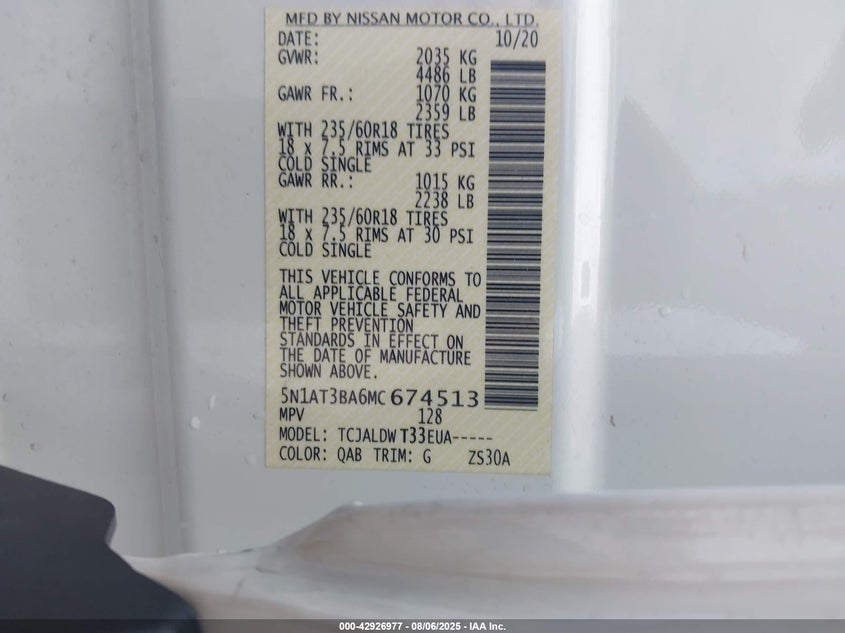 MFD BY NISSAN MOTOR CO., LTD.
DATE: 10/20
GVWR: 2035 KG
4486 LB
GAWR FR.: 1070 KG
2359 LB
WITH 235/60R18 TIRES
18 x 7.5 RIMS AT 33 PSI
COLD SINGLE
GAWR RR.: 1015 KG
2238 LB
WITH 235/60R18 TIRES
18 x 7.5 RIMS AT 30 PSI
COLD SINGLE
THIS VEHICLE CONFORMS TO
ALL APPLICABLE FEDERAL
MOTOR VEHICLE SAFETY AND
THEFT PREVENTION
STANDARDS IN EFFECT ON
THE DATE OF MANUFACTURE
SHOWN ABOVE.
5N1AT3BA6MC674513
MPV 128
MODEL: TCJALDW T33EUA-----
COLOR: QAB TRIM: G ZS30A
000-42926977 - 08/06/2025 - IAA Inc.